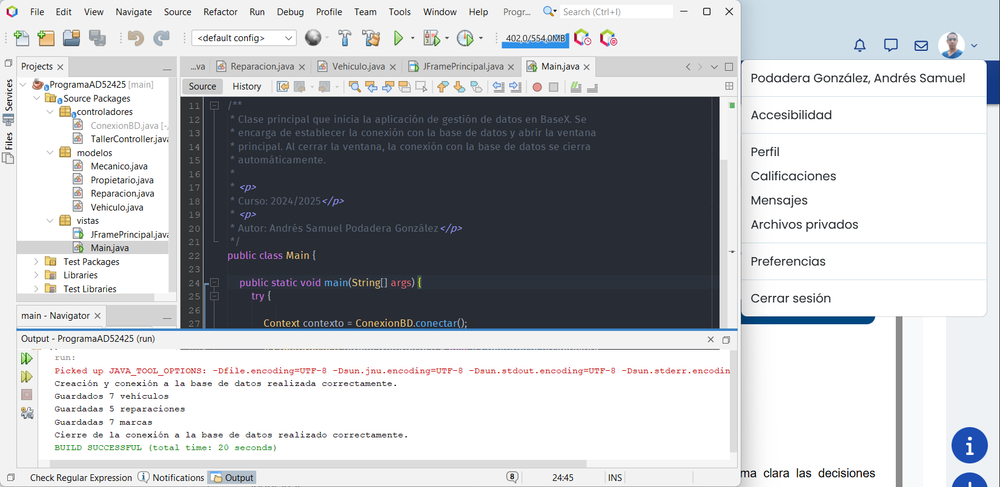 File Edit View Navigate Source Refactor Run Debug Profile Team Tools Window Help Progr... Search (Ctrl+I)
<default config> 402,0/554,0MB
Projects
ProgramaAD52425 [main]
Source Packages
controladores
ConexionBD.java [-/
TallerController.java
modelos
Mecanico.java
Propietario.java
Reparacion.java
Vehiculo.java
vistas
JFramePrincipal.java
Main.java
Test Packages
Libraries
Test Libraries
Services
Files
main - Navigator
...va Reparacion.java Vehiculo.java JFramePrincipal.java Main.java
Source History
11 /**
12 * Clase principal que inicia la aplicación de gestión de datos en BaseX. Se
13 * encarga de establecer la conexión con la base de datos y abrir la ventana
14 * principal. Al cerrar la ventana, la conexión con la base de datos se cierra
15 * automáticamente.
16 *
17 * <p>
18 * Curso: 2024/2025</p>
19 * <p>
20 * Autor: Andrés Samuel Podadera González</p>
21 */
22 public class Main {
23
24 public static void main(String[] args) {
25 try {
26
27 Context contexto = ConexionBD.conectar();
Output - ProgramaAD52425 (run)
run:
Picked up JAVA_TOOL_OPTIONS: -Dfile.encoding=UTF-8 -Dsun.jnu.encoding=UTF-8 -Dsun.stdout.encoding=UTF-8 -Dsun.stderr.encodin
Creación y conexión a la base de datos realizada correctamente.
Guardados 7 vehículos
Guardadas 5 reparaciones
Guardadas 7 marcas
Cierre de la conexión a la base de datos realizado correctamente.
BUILD SUCCESSFUL (total time: 20 seconds)
Check Regular Expression Notifications Output 8 24:45 INS
Podadera González, Andrés Samuel
Accesibilidad
Perfil
Calificaciones
Mensajes
Archivos privados
Preferencias
Cerrar sesión
ma clara las decisiones